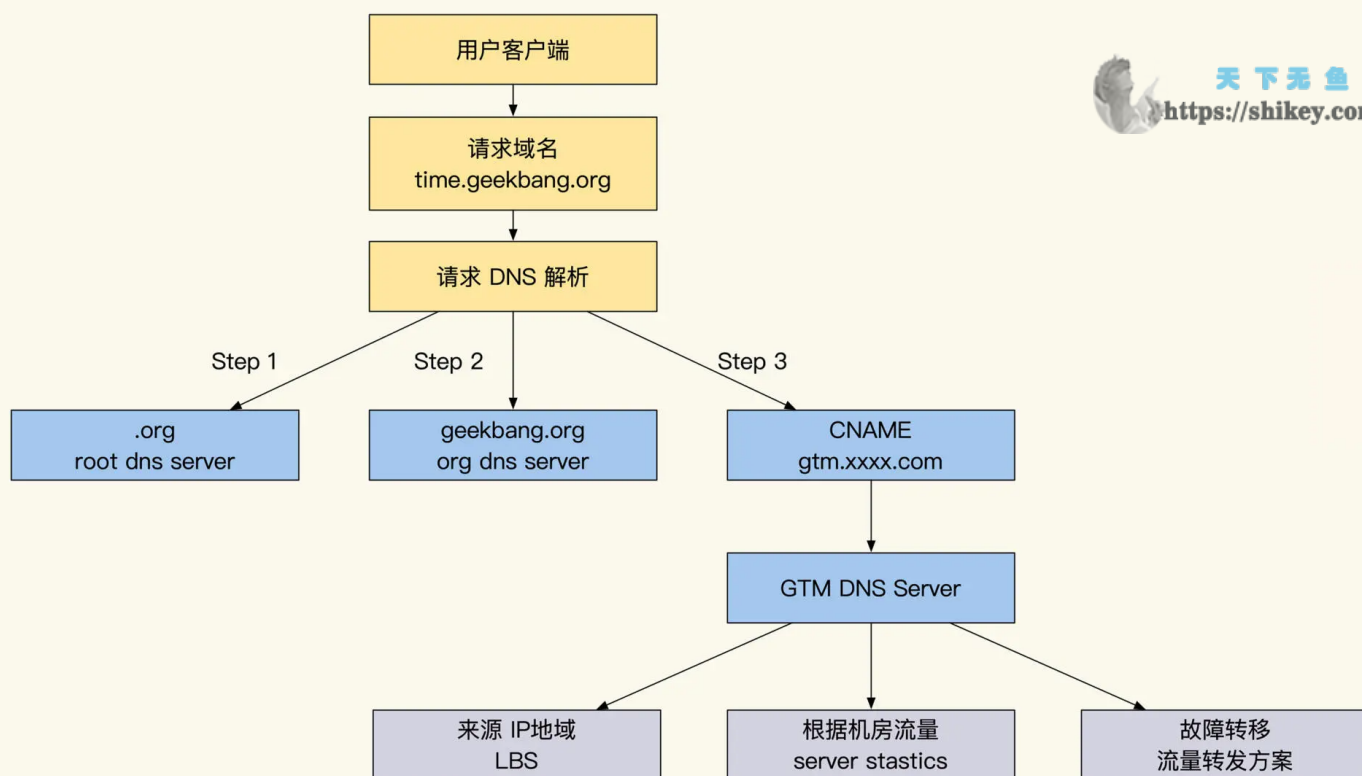 用户客户端
天下无鱼
https://shikey.co
请求域名
time.geekbang.org
请求 DNS 解析
Step 1
Step 2
Step 3
.org
root dns server
geekbang.org
org dns server
CNAME
gtm.xxxx.com
GTM DNS Server
来源 IP地域
LBS
根据机房流量
server stastics
故障转移
流量转发方案